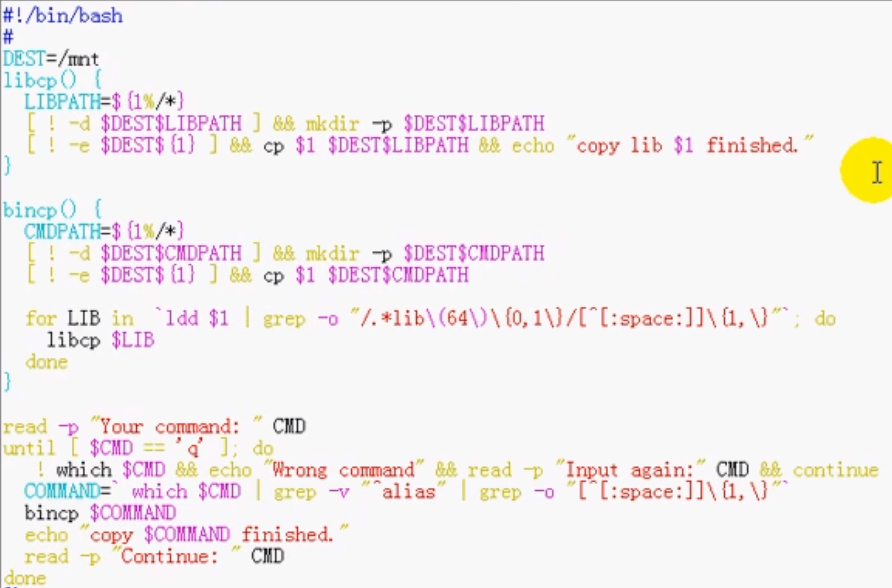 #!/bin/bash
#
DEST=/mnt
libcp() {
  LIBPATH=${1%/*}
  [ ! -d $DEST$LIBPATH ] && mkdir -p $DEST$LIBPATH
  [ ! -e $DEST${1} ] && cp $1 $DEST$LIBPATH && echo "copy lib $1 finished."
}

bincp() {
  CMDPATH=${1%/*}
  [ ! -d $DEST$CMDPATH ] && mkdir -p $DEST$CMDPATH
  [ ! -e $DEST${1} ] && cp $1 $DEST$CMDPATH

  for LIB in `ldd $1 | grep -o "/.*lib\(64\)\{0,1\}/[^[:space:]]\{1,\}"`; do
    libcp $LIB
  done
}

read -p "Your command: " CMD
until [ $CMD == 'q' ]; do
   ! which $CMD && echo "Wrong command" && read -p "Input again:" CMD && continue
  COMMAND=` which $CMD | grep -v "^alias" | grep -o "[^[:space:]]\{1,\}"`
  bincp $COMMAND
  echo "copy $COMMAND finished."
  read -p "Continue: " CMD
done